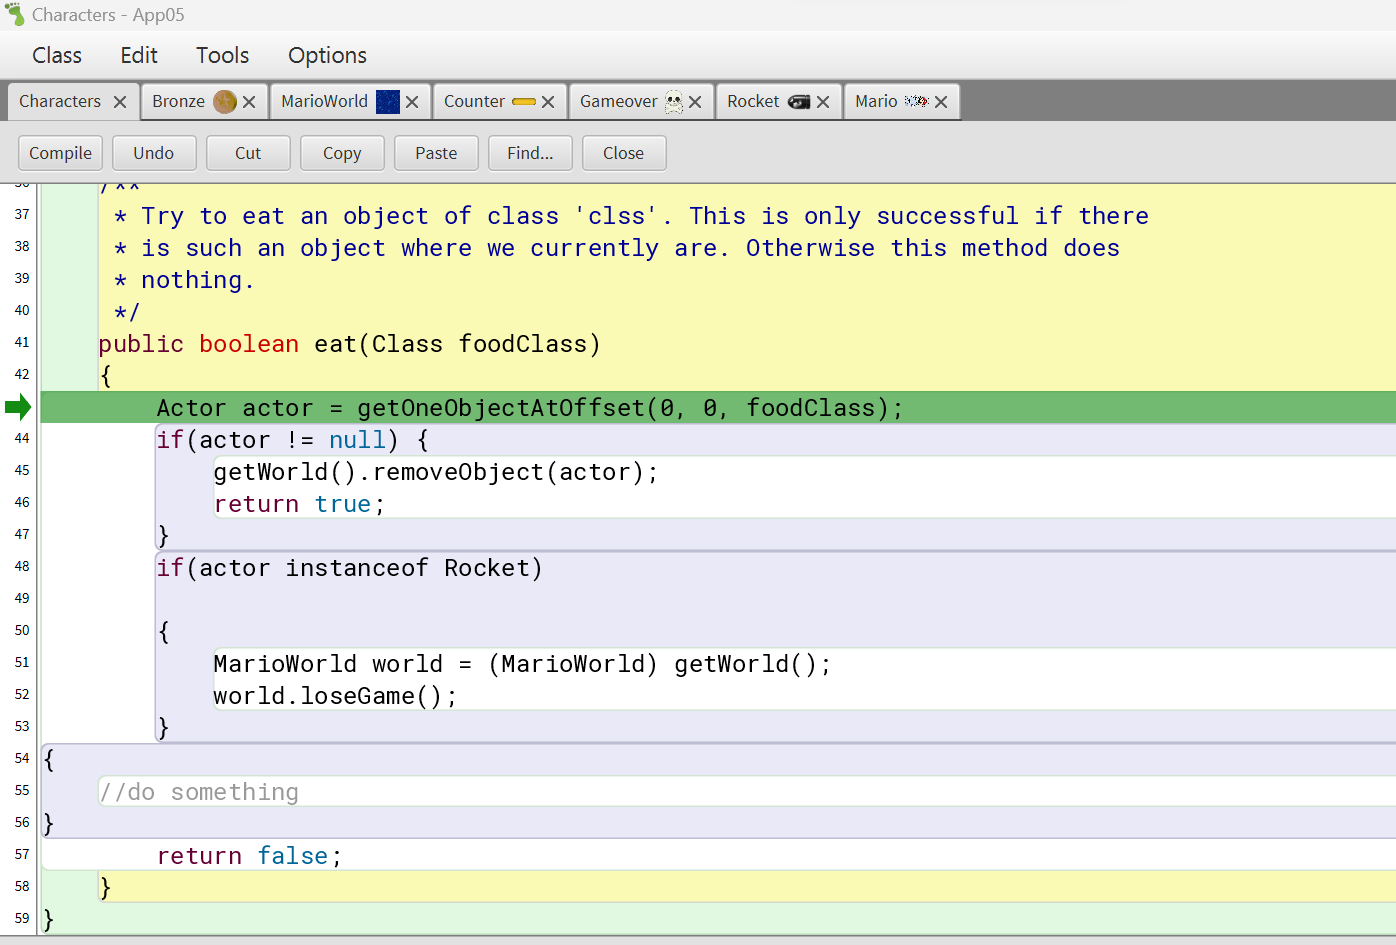 Characters - App05
Class Edit Tools Options
Characters Bronze MarioWorld Counter Gameover Rocket Mario
Compile Undo Cut Copy Paste Find... Close
36 /**
37 * Try to eat an object of class 'clss'. This is only successful if there
38 * is such an object where we currently are. Otherwise this method does
39 * nothing.
40 */
41 public boolean eat(Class foodClass)
42 {
Actor actor = getOneObjectAtOffset(0, 0, foodClass);
44 if(actor != null) {
45 getWorld().removeObject(actor);
46 return true;
47 }
48 if(actor instanceof Rocket)
49
50 {
51 MarioWorld world = (MarioWorld) getWorld();
52 world.loseGame();
53 }
54 {
55 //do something
56 }
57 return false;
58 }
59 }